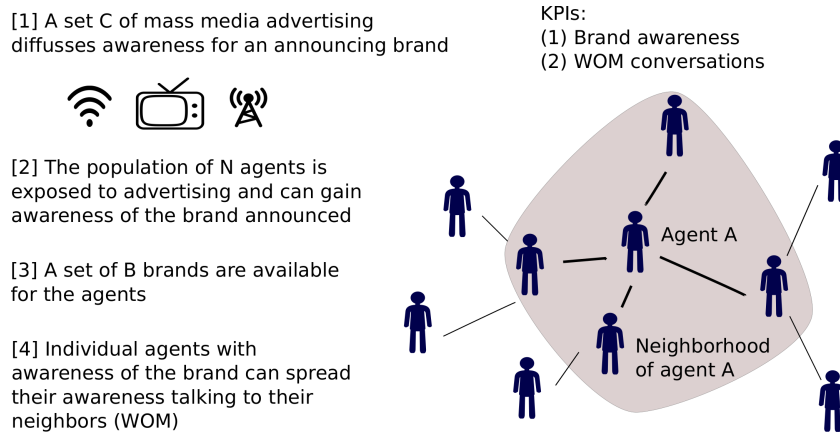 [1] A set C of mass media advertising
diffusses awareness for an announcing brand
[2] The population of N agents is
exposed to advertising and can gain
awareness of the brand announced
[3] A set of B brands are available
for the agents
[4] Individual agents with
awareness of the brand can spread
their awareness talking to their
neighbors (WOM)
KPIs:
(1) Brand awareness
(2) WOM conversations
Agent A
Neighborhood
of agent A